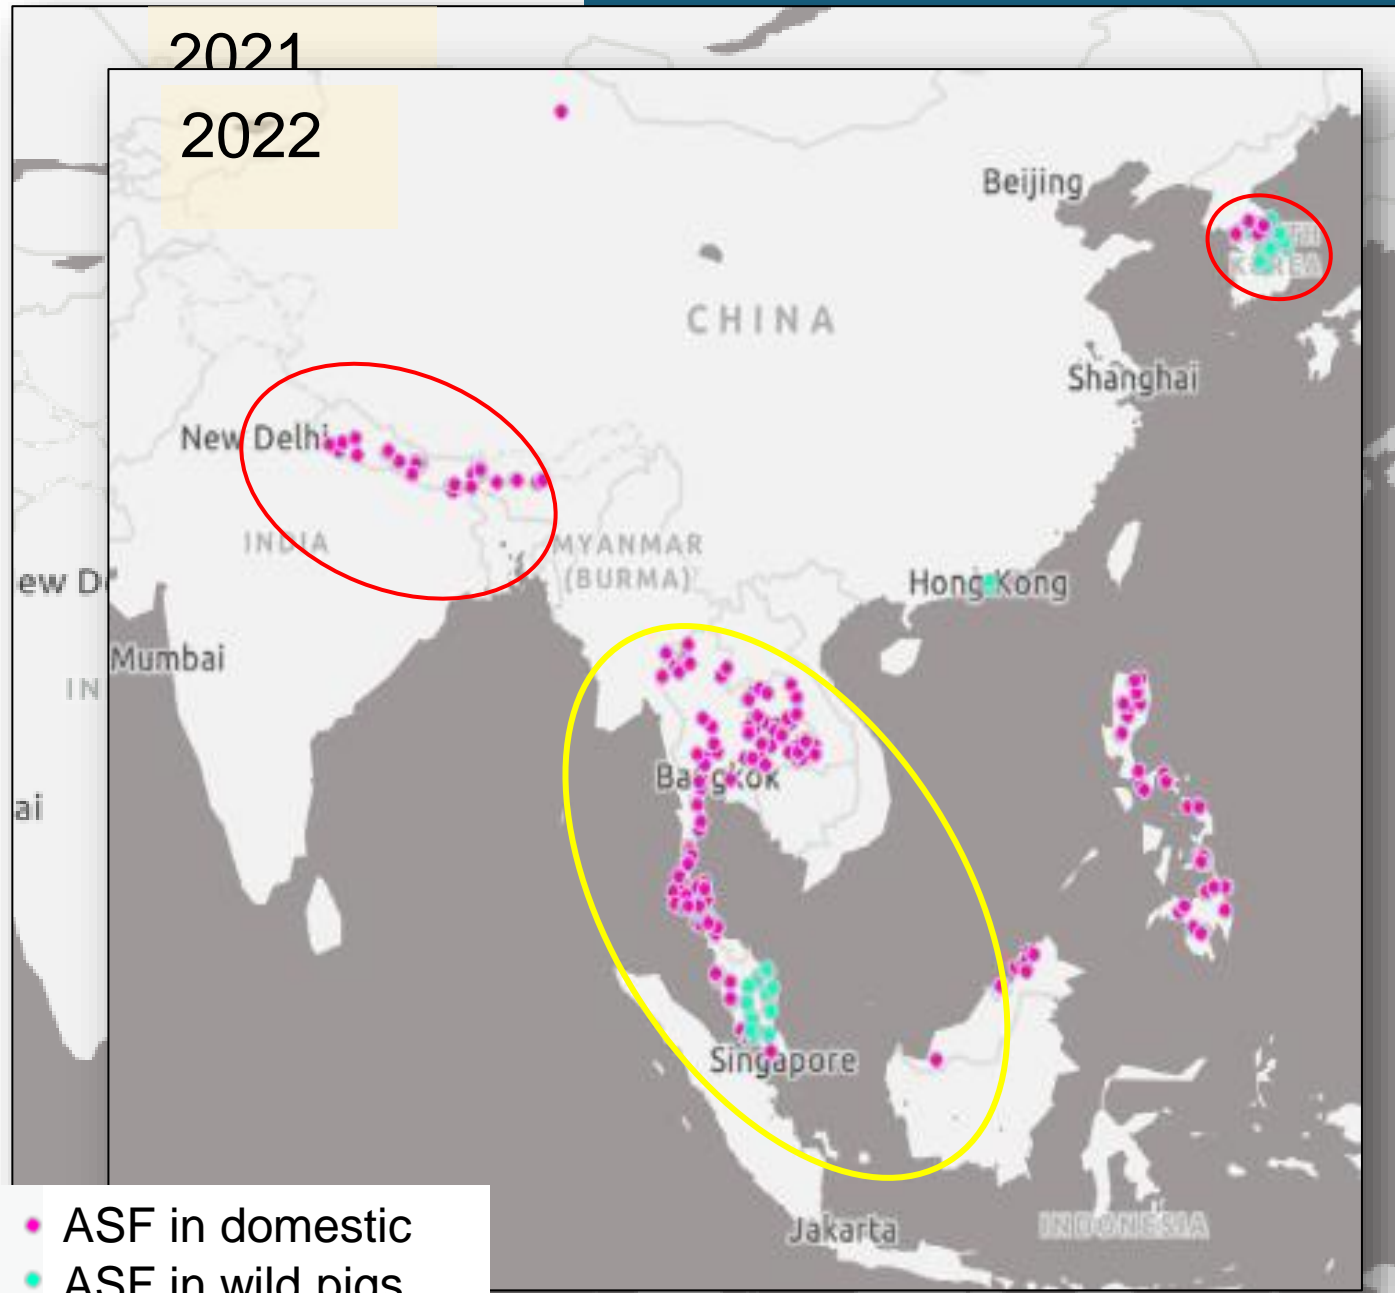 2021
2022
Beijing
KOREA
CHINA
Shanghai
New Delhi
INDIA
MYANMAR
(BURMA)
ew D
Hong Kong
Mumbai
IN
Bangkok
ai
Singapore
Jakarta
INDONESIA
ASF in domestic
ASF in wild pigs